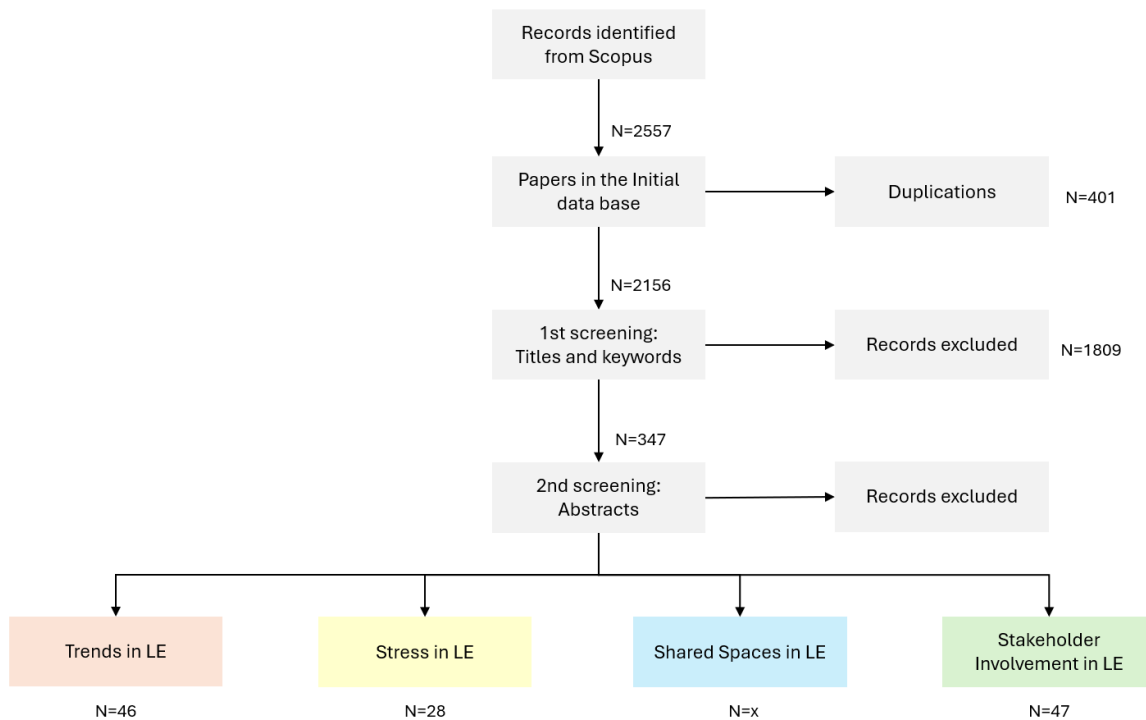 Records identified
from Scopus
N=2557
Papers in the Initial
data base
Duplications
N=401
N=2156
1st screening:
Titles and keywords
Records excluded
N=1809
N=347
2nd screening:
Abstracts
Records excluded
Trends in LE
Stress in LE
Shared Spaces in LE
Stakeholder
Involvement in LE
N=46
N=28
N=x
N=47